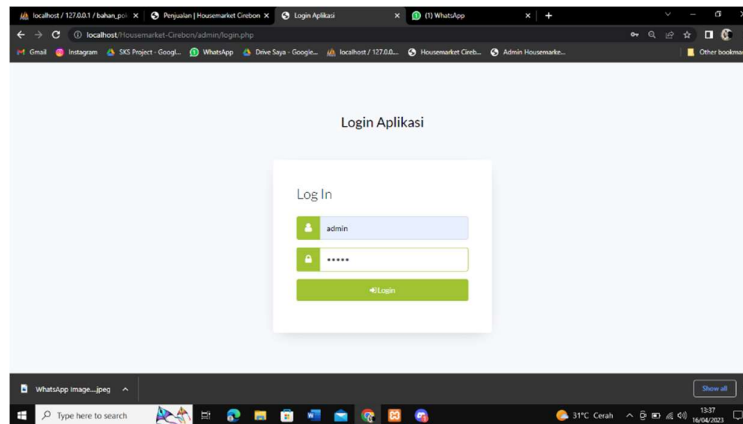 localhost / 127.0.0.1 / bahan_po
Penjualan | Housemarket Cirebon
Login Aplikasi
(1) WhatsApp
localhost/Housemarket-Cirebon/admin/login.php
Gmail
Instagram
SKS Project - Googl...
WhatsApp
Drive Saya - Google...
localhost / 127.0.0....
Housemarket Cireb...
Admin Housemarke...
Other bookma
Login Aplikasi
Log In
admin
Login
WhatsApp Image....jpeg
Show all
Type here to search
31°C Cerah
13:37
16/04/2023